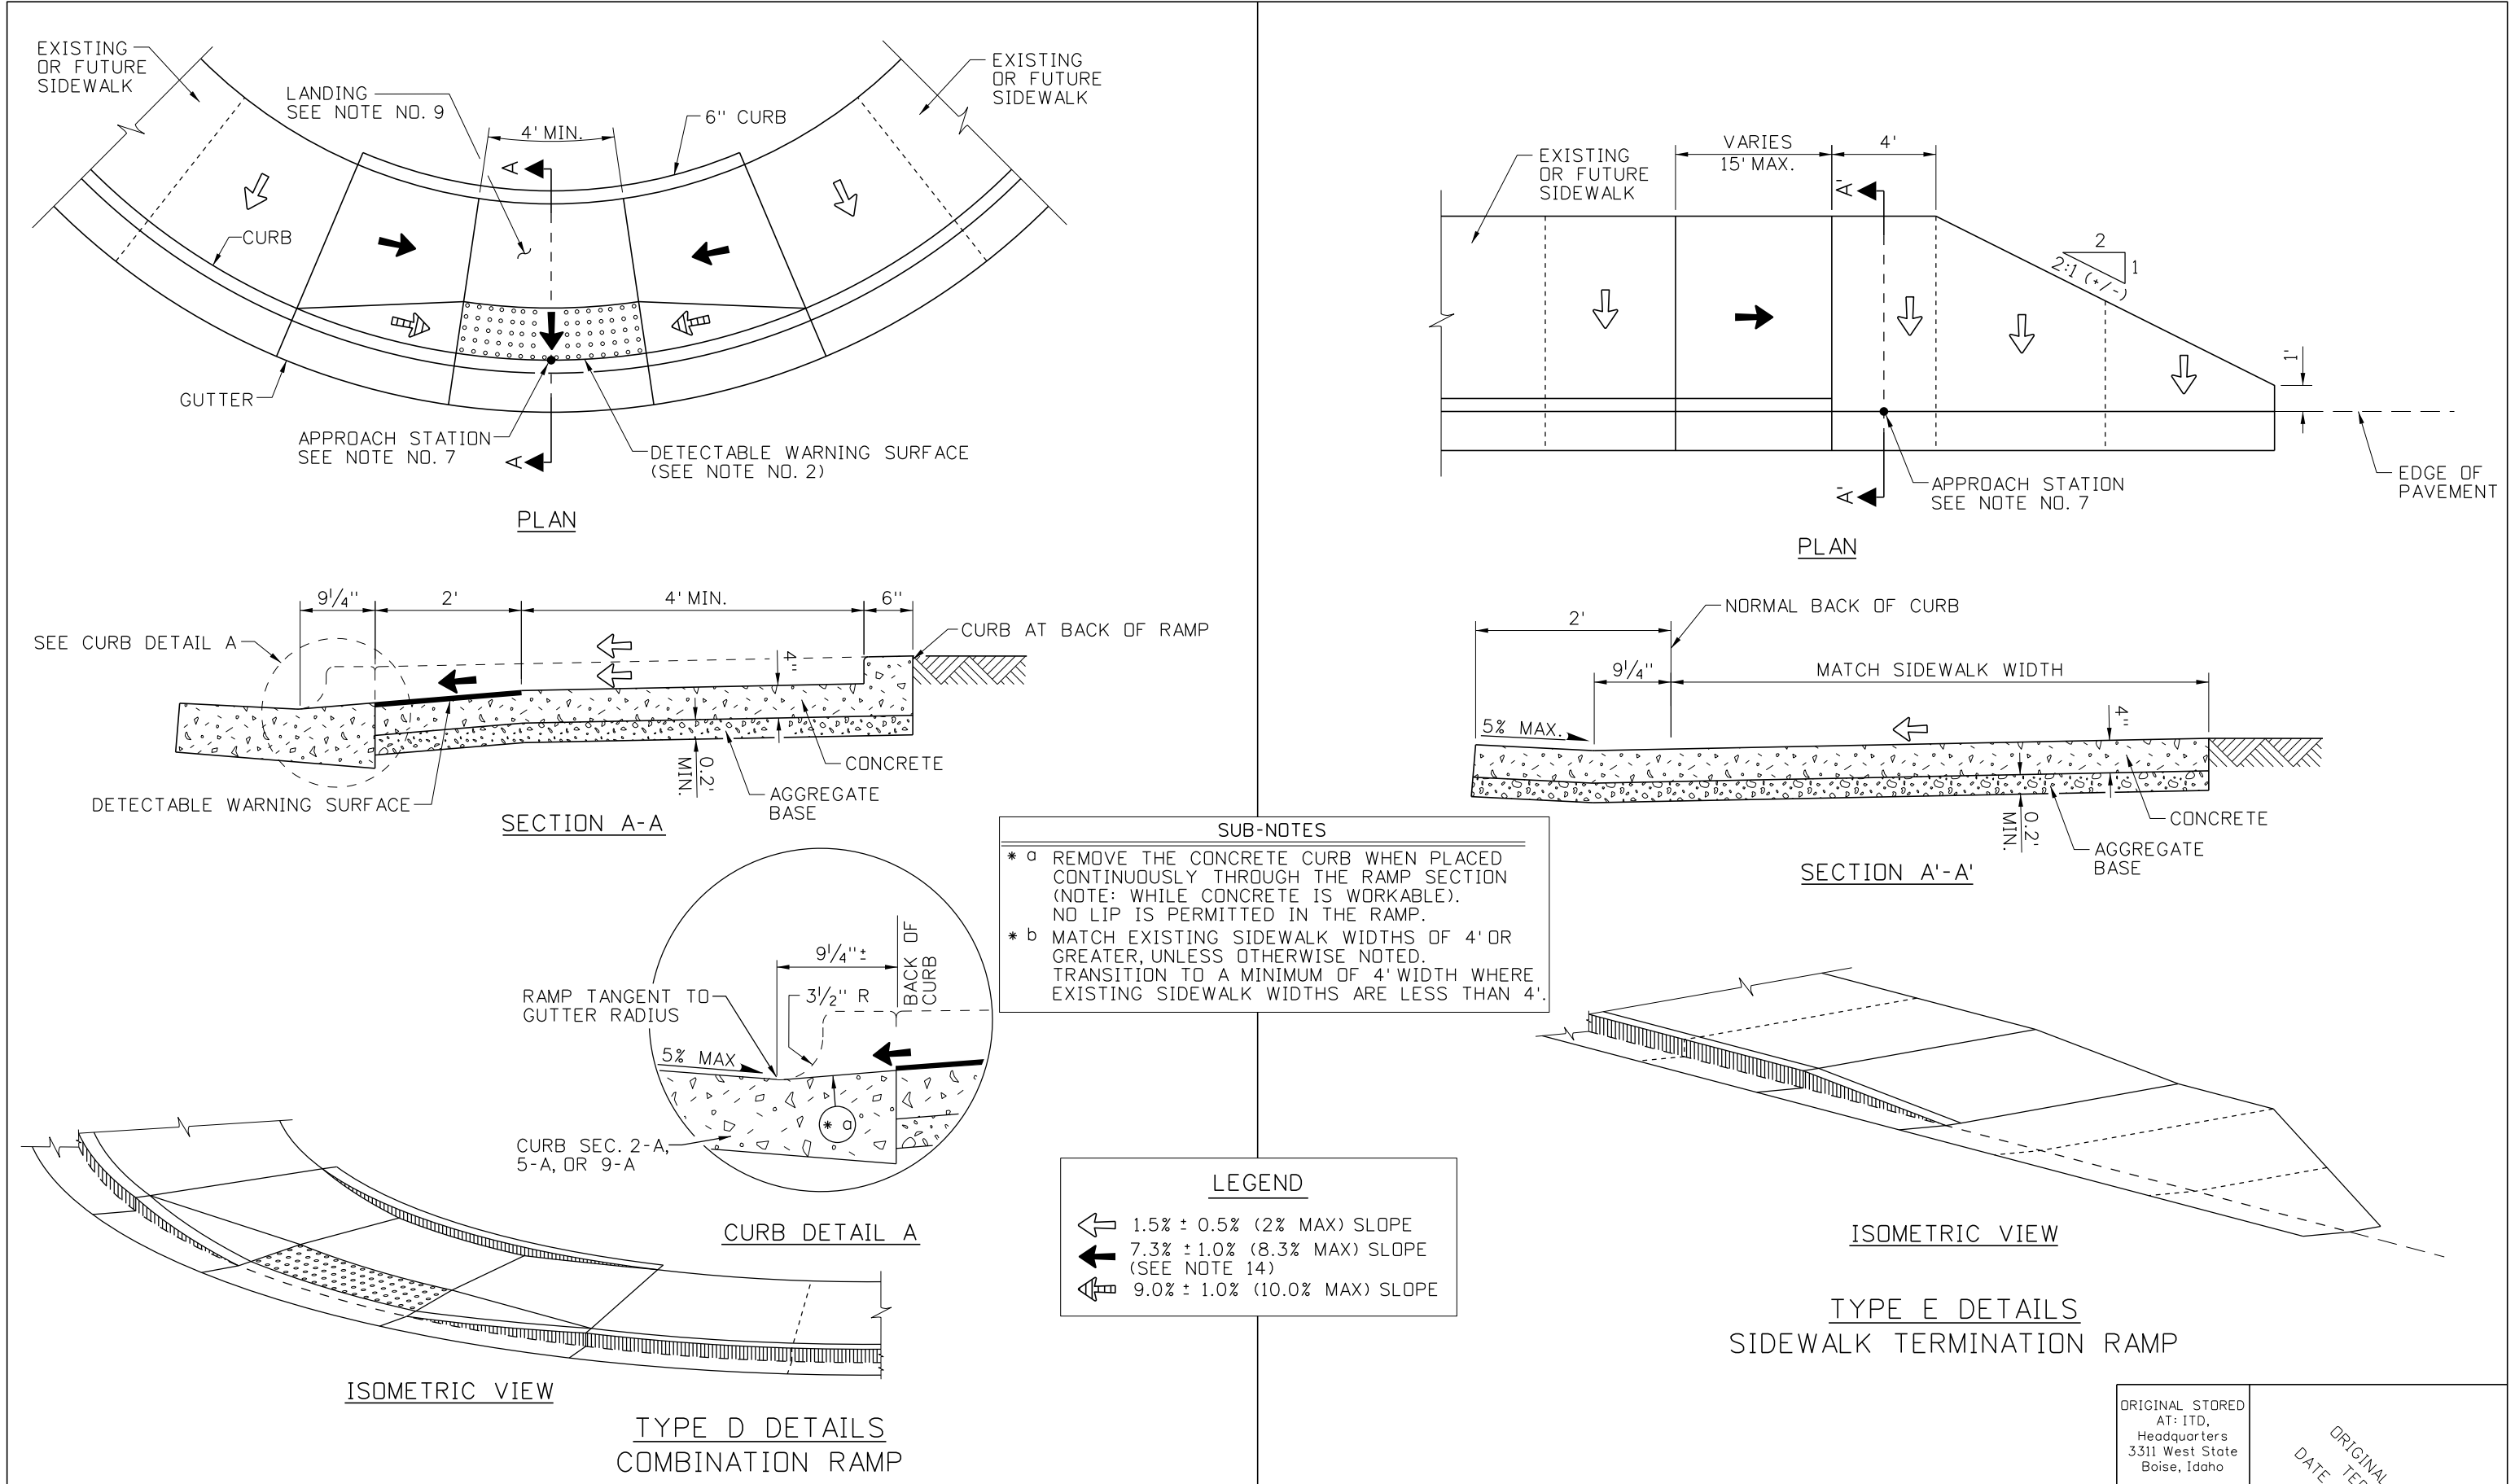 EXISTING
OR FUTURE
SIDEWALK
LANDING
SEE NOTE NO. 9
4' MIN.
6" CURB
EXISTING
OR FUTURE
SIDEWALK
A
CURB
GUTTER
APPROACH STATION
SEE NOTE NO. 7
A
DETECTABLE WARNING SURFACE
(SEE NOTE NO. 2)
PLAN
9 1/4"
2'
4' MIN.
6"
SEE CURB DETAIL A
CURB AT BACK OF RAMP
4"
0.2'
MIN.
CONCRETE
AGGREGATE
BASE
DETECTABLE WARNING SURFACE
SECTION A-A
9 1/4" ±
BACK OF
CURB
RAMP TANGENT TO
GUTTER RADIUS
3 1/2" R
5% MAX
* a
CURB SEC. 2-A,
5-A, OR 9-A
CURB DETAIL A
ISOMETRIC VIEW
TYPE D DETAILS
COMBINATION RAMP
SUB-NOTES
* a REMOVE THE CONCRETE CURB WHEN PLACED
CONTINUOUSLY THROUGH THE RAMP SECTION
(NOTE: WHILE CONCRETE IS WORKABLE).
NO LIP IS PERMITTED IN THE RAMP.
* b MATCH EXISTING SIDEWALK WIDTHS OF 4' OR
GREATER, UNLESS OTHERWISE NOTED.
TRANSITION TO A MINIMUM OF 4' WIDTH WHERE
EXISTING SIDEWALK WIDTHS ARE LESS THAN 4'.
LEGEND
1.5% ± 0.5% (2% MAX) SLOPE
7.3% ± 1.0% (8.3% MAX) SLOPE
(SEE NOTE 14)
9.0% ± 1.0% (10.0% MAX) SLOPE
EXISTING
OR FUTURE
SIDEWALK
VARIES
15' MAX.
4'
A'
2
1
2:1 (+/-)
1'
A'
APPROACH STATION
SEE NOTE NO. 7
EDGE OF
PAVEMENT
PLAN
2'
NORMAL BACK OF CURB
9 1/4"
MATCH SIDEWALK WIDTH
5% MAX.
4"
0.2'
MIN.
CONCRETE
AGGREGATE
BASE
SECTION A'-A'
ISOMETRIC VIEW
TYPE E DETAILS
SIDEWALK TERMINATION RAMP
ORIGINAL STORED
AT: ITD,
Headquarters
3311 West State
Boise, Idaho
ORIGINAL
DATE